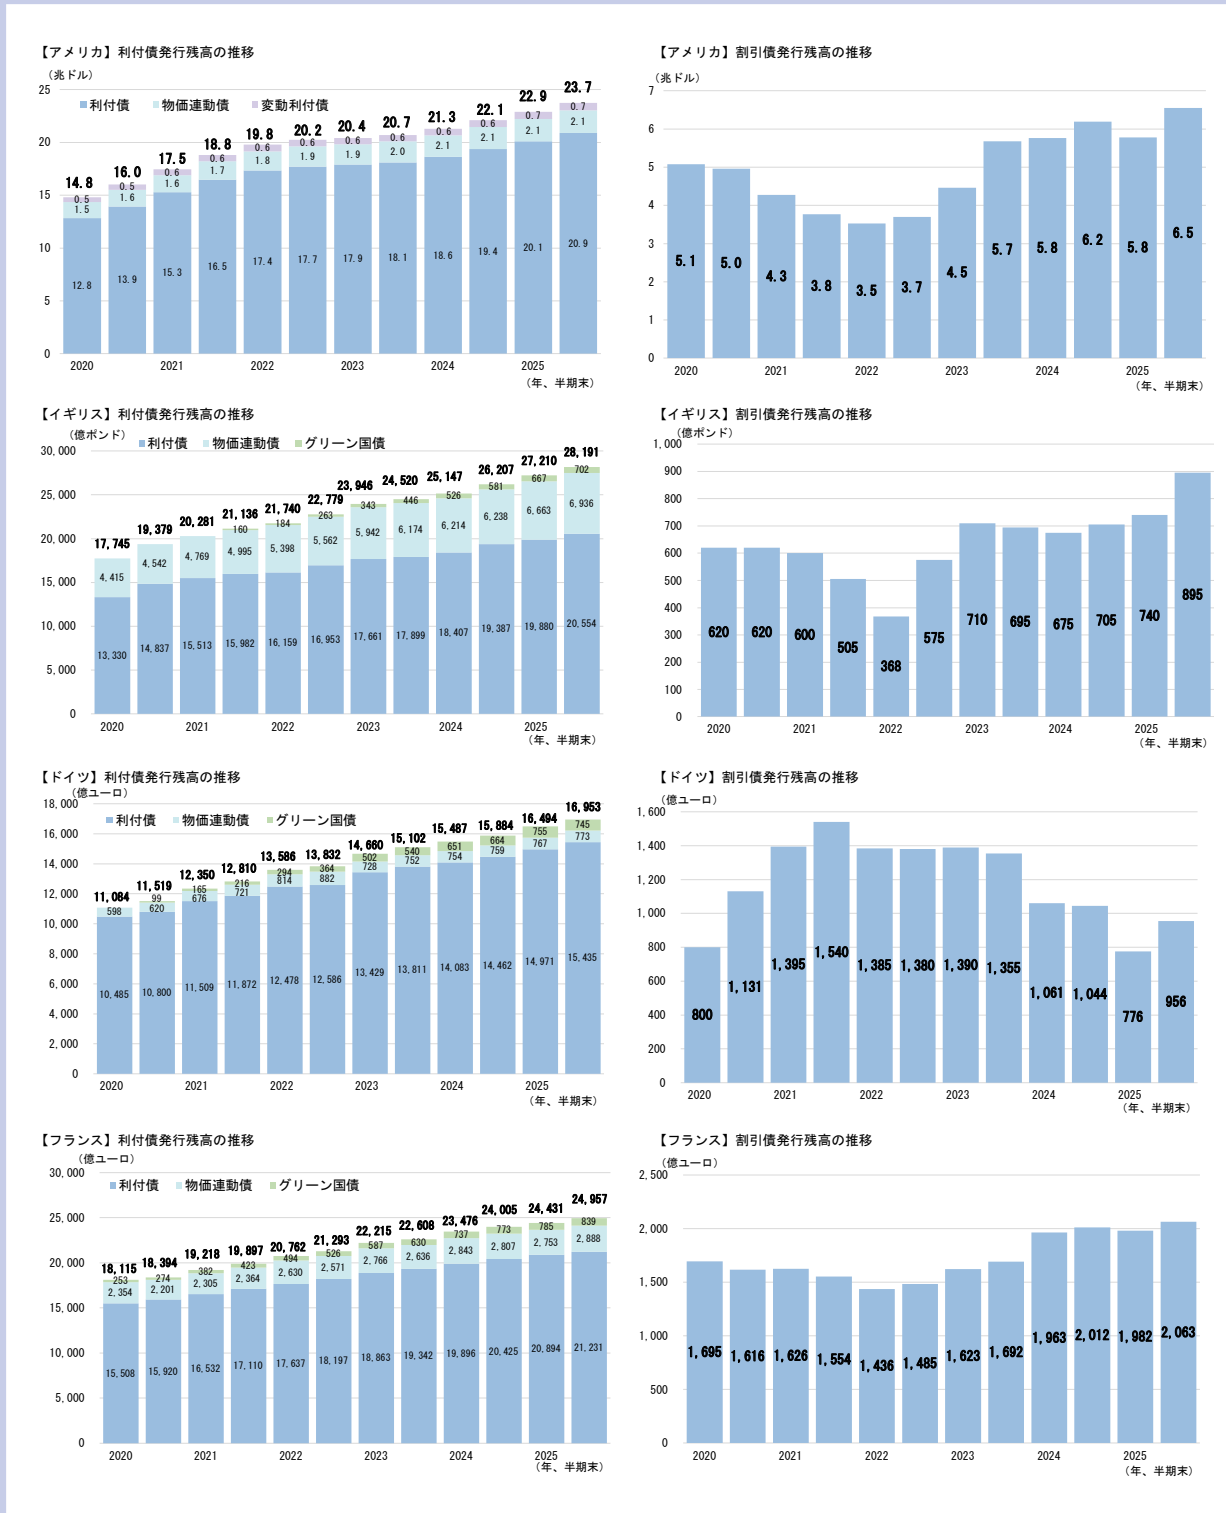 【アメリカ】利付債発行残高の推移
（兆ドル）
利付債 物価連動債 変動利付債
25
20
15
10
5
0
14.8 16.0 17.5 18.8 19.8 20.2 20.4 20.7 21.3 22.1 22.9 23.7
0.5 0.5 0.6 0.6 0.6 0.6 0.6 0.6 0.6 0.6 0.7 0.7
1.5 1.6 1.6 1.7 1.8 1.9 1.9 2.0 2.1 2.1 2.1 2.1
12.8 13.9 15.3 16.5 17.4 17.7 17.9 18.1 18.6 19.4 20.1 20.9
2020 2021 2022 2023 2024 2025
（年、半期末）
【アメリカ】割引債発行残高の推移
（兆ドル）
7
6
5
4
3
2
1
0
5.1 5.0 4.3 3.8 3.5 3.7 4.5 5.7 5.8 6.2 5.8 6.5
2020 2021 2022 2023 2024 2025
（年、半期末）
【イギリス】利付債発行残高の推移
（億ポンド）
利付債 物価連動債 グリーン国債
30,000
25,000
20,000
15,000
10,000
5,000
0
17,745 19,379 20,281 21,136 21,740 22,779 23,946 24,520 25,147 26,207 27,210 28,191
160 184 263 343 446 526 581 667 702
4,415 4,542 4,769 4,995 5,398 5,562 5,942 6,174 6,214 6,238 6,663 6,936
13,330 14,837 15,513 15,982 16,159 16,953 17,661 17,899 18,407 19,387 19,880 20,554
2020 2021 2022 2023 2024 2025
（年、半期末）
【イギリス】割引債発行残高の推移
（億ポンド）
1,000
900
800
700
600
500
400
300
200
100
0
620 620 600 505 368 575 710 695 675 705 740 895
2020 2021 2022 2023 2024 2025
（年、半期末）
【ドイツ】利付債発行残高の推移
（億ユーロ）
利付債 物価連動債 グリーン国債
18,000
16,000
14,000
12,000
10,000
8,000
6,000
4,000
2,000
0
11,084 11,519 12,350 12,810 13,586 13,832 14,660 15,102 15,487 15,884 16,494 16,953
99 165 216 294 364 502 540 651 664 755 745
598 620 676 721 814 882 728 752 754 759 767 773
10,485 10,800 11,509 11,872 12,478 12,586 13,429 13,811 14,083 14,462 14,971 15,435
2020 2021 2022 2023 2024 2025
（年、半期末）
【ドイツ】割引債発行残高の推移
（億ユーロ）
1,600
1,400
1,200
1,000
800
600
400
200
0
800 1,131 1,395 1,540 1,385 1,380 1,390 1,355 1,061 1,044 776 956
2020 2021 2022 2023 2024 2025
（年、半期末）
【フランス】利付債発行残高の推移
（億ユーロ）
利付債 物価連動債 グリーン国債
30,000
25,000
20,000
15,000
10,000
5,000
0
18,115 18,394 19,218 19,897 20,762 21,293 22,215 22,608 23,476 24,005 24,431 24,957
253 274 382 423 494 526 587 630 737 773 785 839
2,354 2,201 2,305 2,364 2,630 2,571 2,766 2,636 2,843 2,807 2,753 2,888
15,508 15,920 16,532 17,110 17,637 18,197 18,863 19,342 19,896 20,425 20,894 21,231
2020 2021 2022 2023 2024 2025
（年、半期末）
【フランス】割引債発行残高の推移
（億ユーロ）
2,500
2,000
1,500
1,000
500
0
1,695 1,616 1,626 1,554 1,436 1,485 1,623 1,692 1,963 2,012 1,982 2,063
2020 2021 2022 2023 2024 2025
（年、半期末）